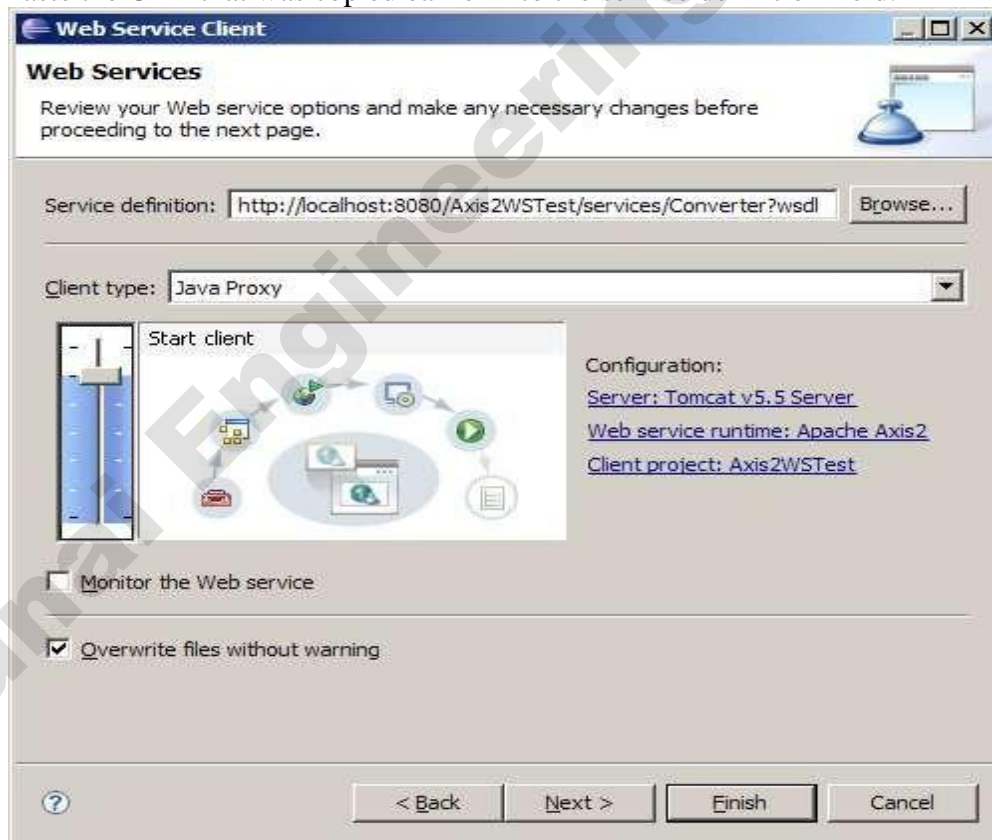 Web Service Client
Web Services
Review your Web service options and make any necessary changes before
proceeding to the next page.
Service definition: http://localhost:8080/Axis2WSTest/services/Converter?wsdl Browse...
Client type: Java Proxy
Start client
Configuration:
Server: Tomcat v5.5 Server
Web service runtime: Apache Axis2
Client project: Axis2WSTest
Monitor the Web service
Overwrite files without warning
? < Back Next > Finish Cancel